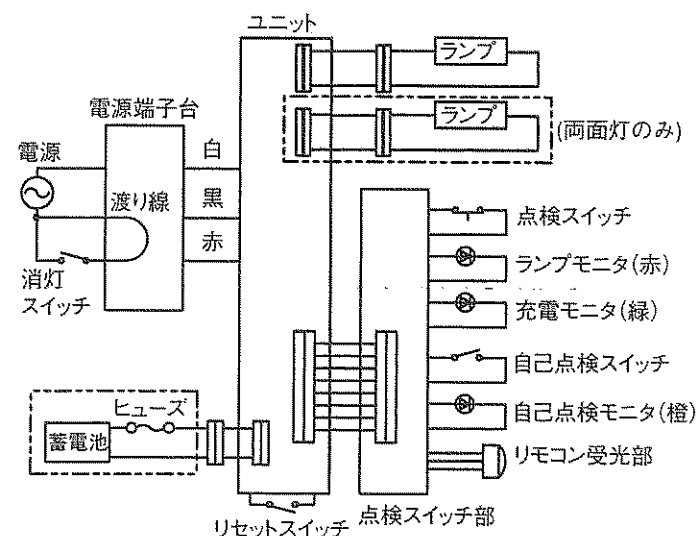 ユニット
ランプ
電源端子台
ランプ
(両面灯のみ)
電源
白
渡り線
黒
点検スイッチ
赤
ランプモニタ(赤)
消灯
スイッチ
充電モニタ(緑)
自己点検スイッチ
ヒューズ
自己点検モニタ(橙)
蓄電池
リモコン受光部
リセットスイッチ
点検スイッチ部